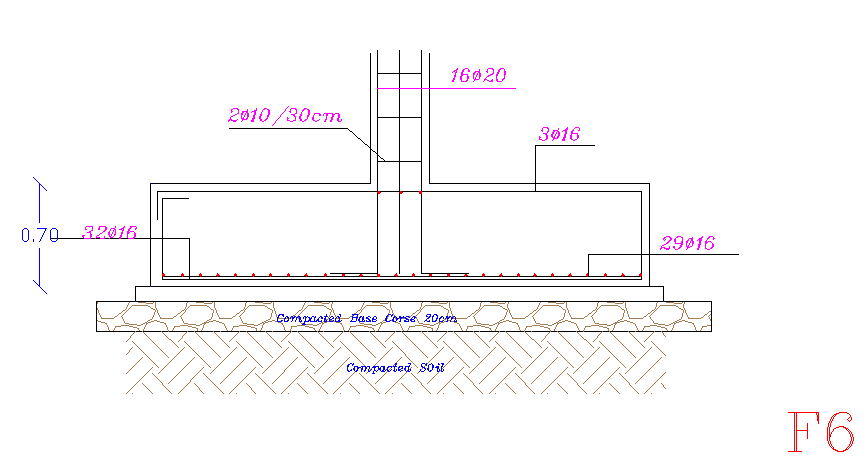 16ø20
2ø10/30cm
3ø16
0.70
32ø16
29ø16
Compacted Base Corse 20cm
Compacted SOil
F6